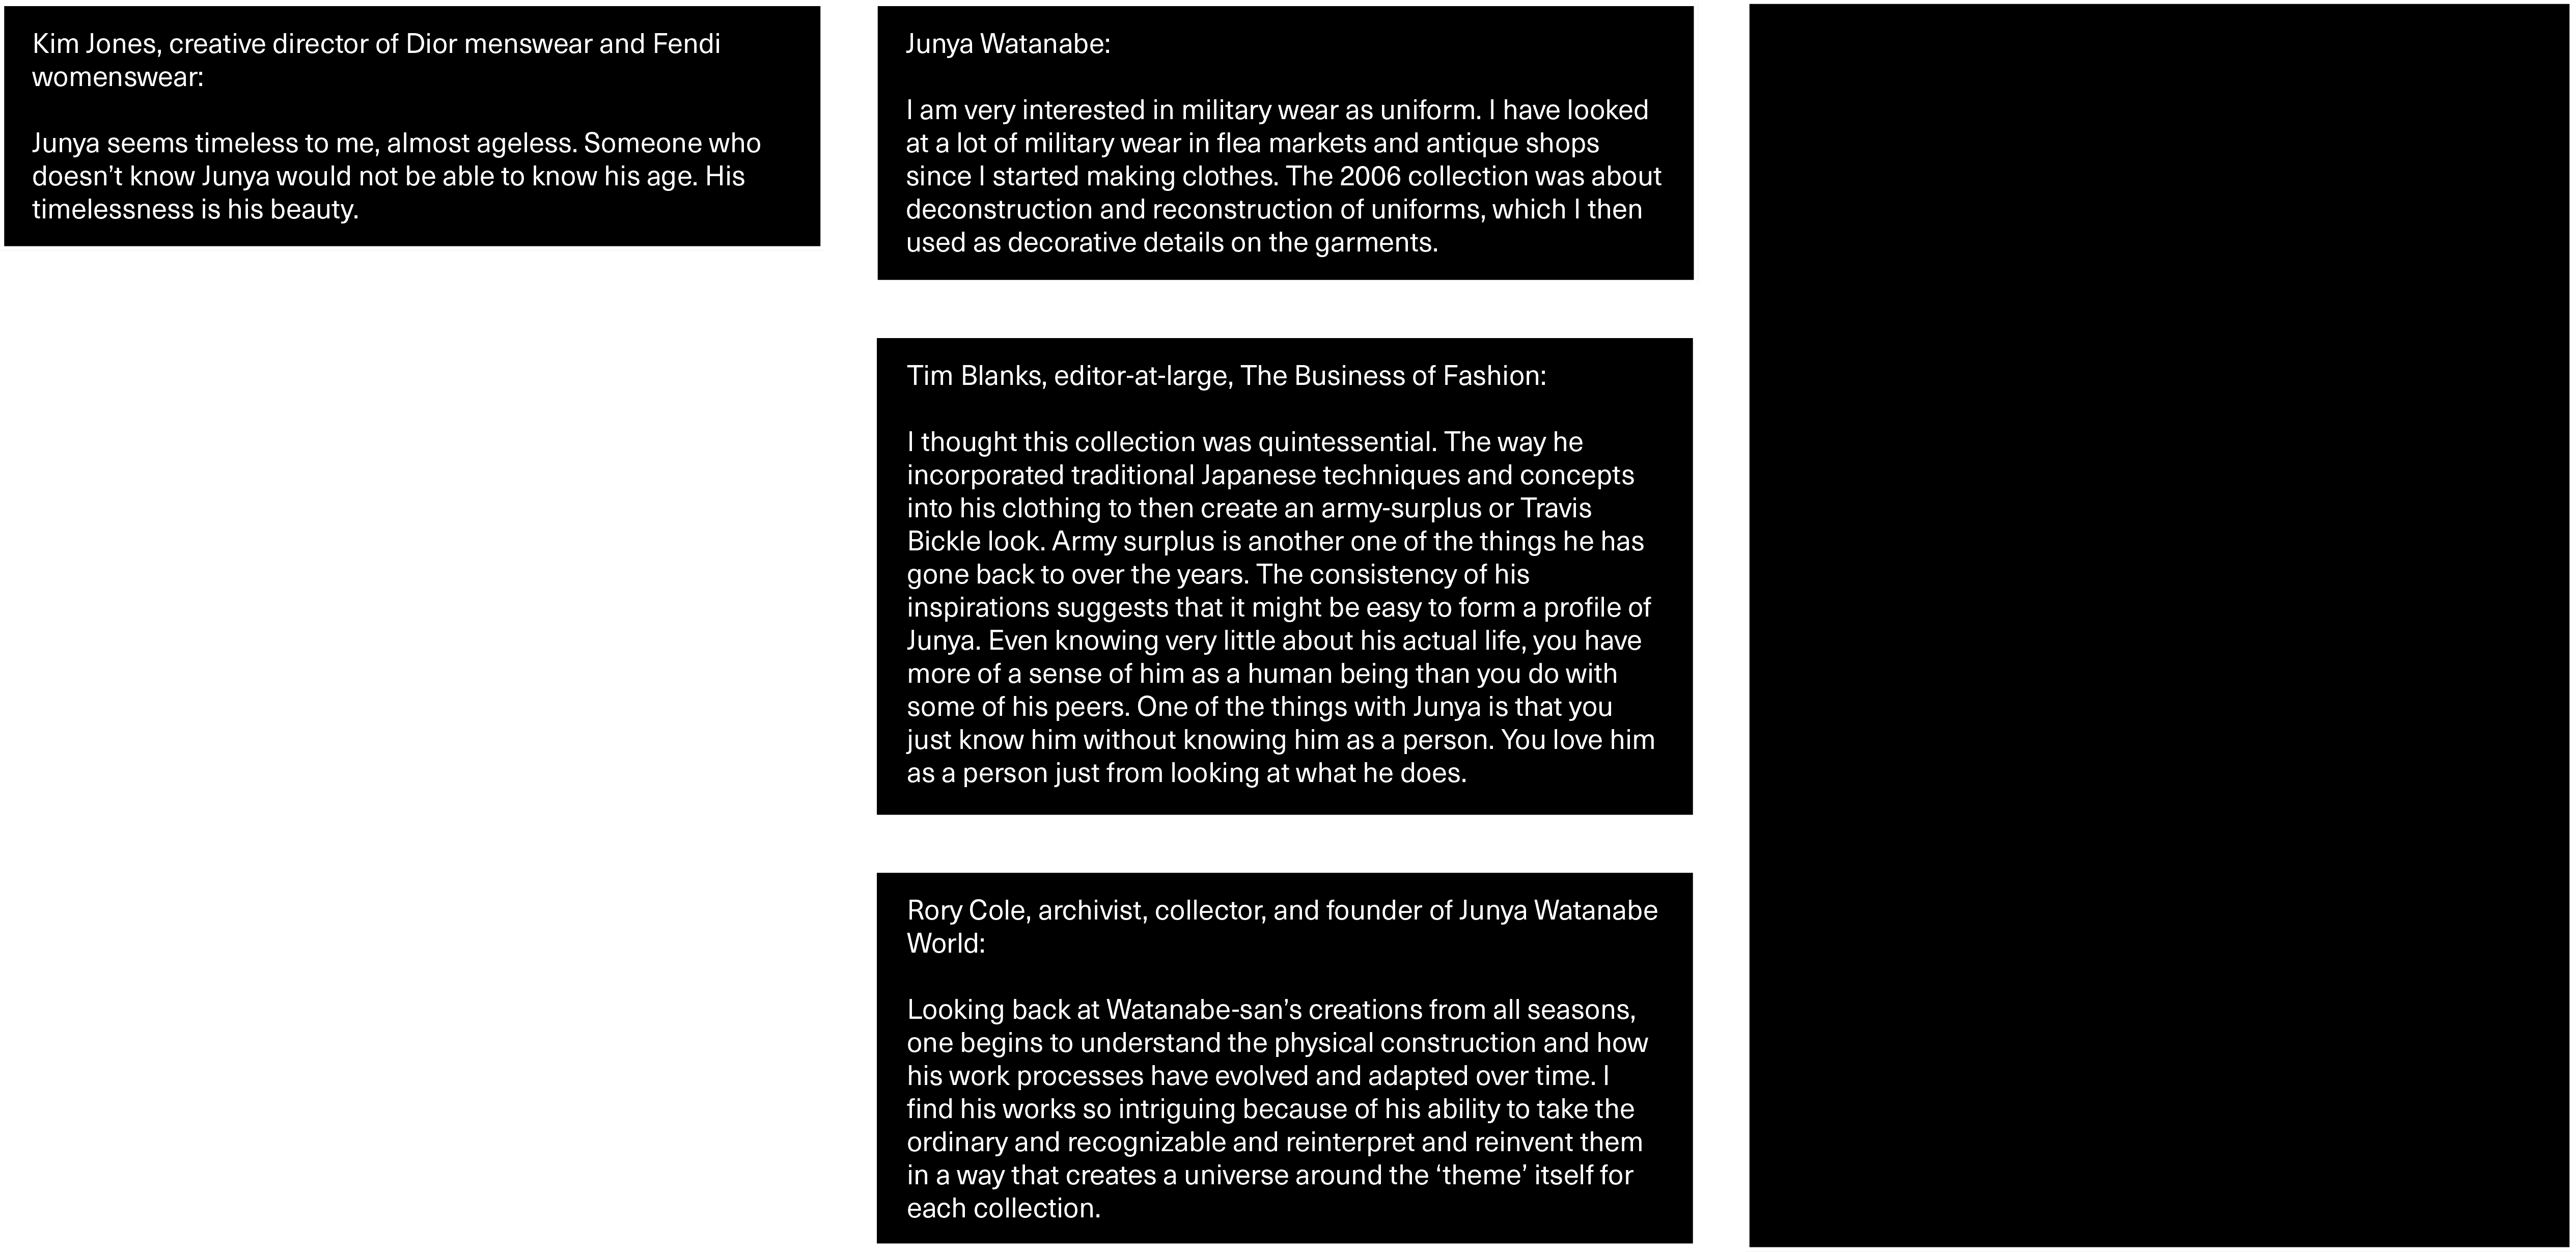 Kim Jones, creative director of Dior menswear and Fendi
womenswear:
Junya seems timeless to me, almost ageless. Someone who
doesn’t know Junya would not be able to know his age. His
timelessness is his beauty.
Junya Watanabe:
I am very interested in military wear as uniform. I have looked
at a lot of military wear in flea markets and antique shops
since I started making clothes. The 2006 collection was about
deconstruction and reconstruction of uniforms, which I then
used as decorative details on the garments.
Tim Blanks, editor-at-large, The Business of Fashion:
I thought this collection was quintessential. The way he
incorporated traditional Japanese techniques and concepts
into his clothing to then create an army-surplus or Travis
Bickle look. Army surplus is another one of the things he has
gone back to over the years. The consistency of his
inspirations suggests that it might be easy to form a profile of
Junya. Even knowing very little about his actual life, you have
more of a sense of him as a human being than you do with
some of his peers. One of the things with Junya is that you
just know him without knowing him as a person. You love him
as a person just from looking at what he does.
Rory Cole, archivist, collector, and founder of Junya Watanabe
World:
Looking back at Watanabe-san’s creations from all seasons,
one begins to understand the physical construction and how
his work processes have evolved and adapted over time. I
find his works so intriguing because of his ability to take the
ordinary and recognizable and reinterpret and reinvent them
in a way that creates a universe around the ‘theme’ itself for
each collection.